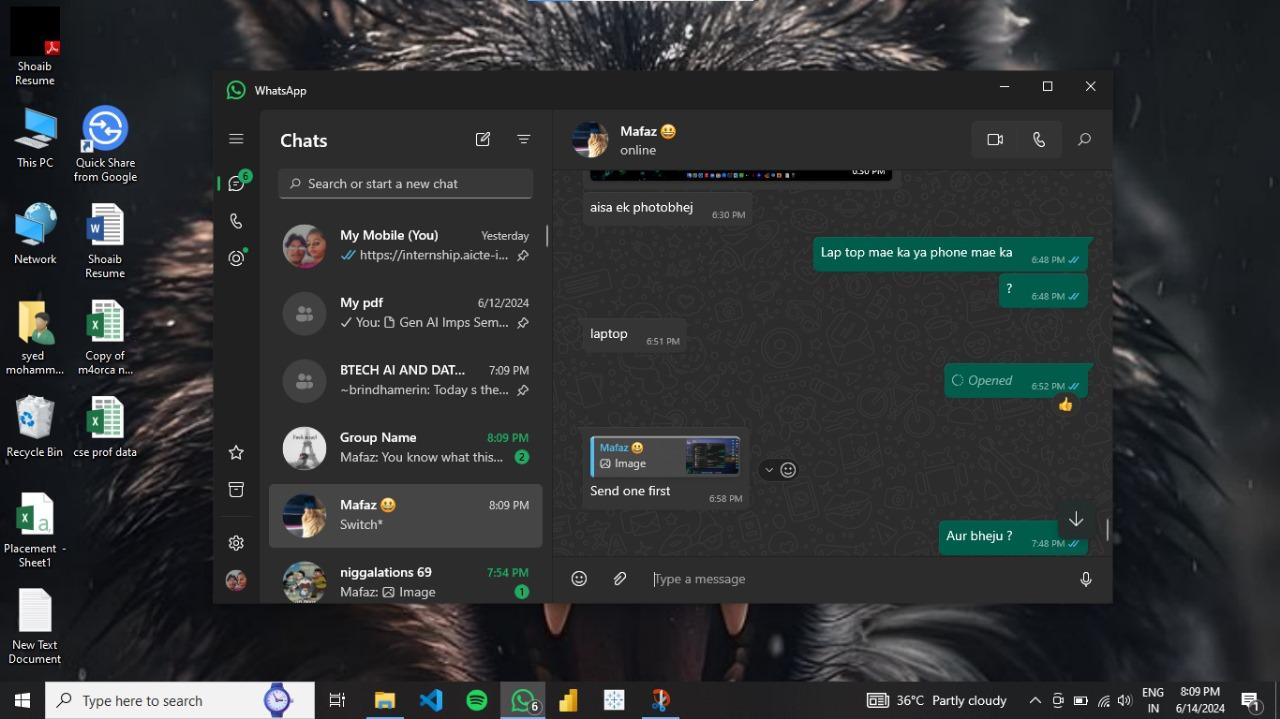 Shoaib
Resume
This PC
Quick Share
from Google
Network
Shoaib
Resume
syed
mohamm...
Copy of
m4orca n...
Recycle Bin
cse prof data
Placement -
Sheet1
New Text
Document
WhatsApp
6
Chats
Search or start a new chat
My Mobile (You)
Yesterday
https://internship.aicte-i...
My pdf
6/12/2024
You: Gen AI Imps Sem...
BTECH AI AND DAT...
7:09 PM
~brindhamerin: Today s the...
Group Name
8:09 PM
Mafaz: You know what this...
2
Mafaz 😃
8:09 PM
Switch*
niggalations 69
7:54 PM
Mafaz: Image
1
Mafaz 😃
online
6:30 PM
aisa ek photobhej
6:30 PM
Lap top mae ka ya phone mae ka
6:48 PM
?
6:48 PM
laptop
6:51 PM
Opened
6:52 PM
👍
Mafaz 😃
Image
Send one first
6:58 PM
Aur bheju ?
7:48 PM
Type a message
Type here to search
6
36°C Partly cloudy
ENG
IN
8:09 PM
6/14/2024
1